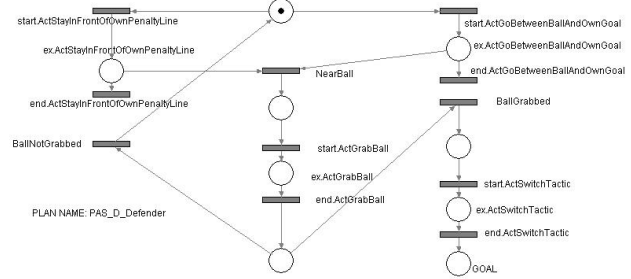 start.ActStayInFrontOfOwnPenaltyLine
start.ActGoBetweenBallAndOwnGoal
ex.ActStayInFrontOfOwnPenaltyLine
ex.ActGoBetweenBallAndOwnGoal
NearBall
end.ActGoBetweenBallAndOwnGoal
end.ActStayInFrontOfOwnPenaltyLine
BallGrabbed
BallNotGrabbed
start.ActGrabBall
ex.ActGrabBall
start.ActSwitchTactic
end.ActGrabBall
PLAN NAME: PAS_D_Defender
ex.ActSwitchTactic
end.ActSwitchTactic
GOAL